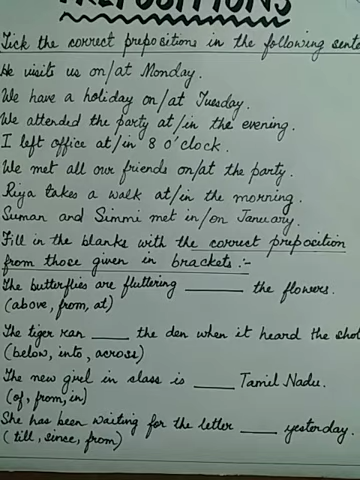 PREPOSITIONS
Tick the correct prepositions in the following sente
He visits us on/at Monday.
We have a holiday on/at Tuesday.
We attended the party at/in the evening.
I left office at/in 8 o'clock.
We met all our friends on/at the party.
Riya takes a walk at/in the morning.
Suman and Simmi met in/on January.
Fill in the blanks with the correct preposition
from those given in brackets:-
The butterflies are fluttering ______ the flowers.
(above, from, at)
The tiger ran ____ the den when it heard the shot
(below, into, across)
The new girl in slass is ____ Tamil Nadu.
(of, from, in)
She has been waiting for the letter ____ yesterday.
(till, since, from)